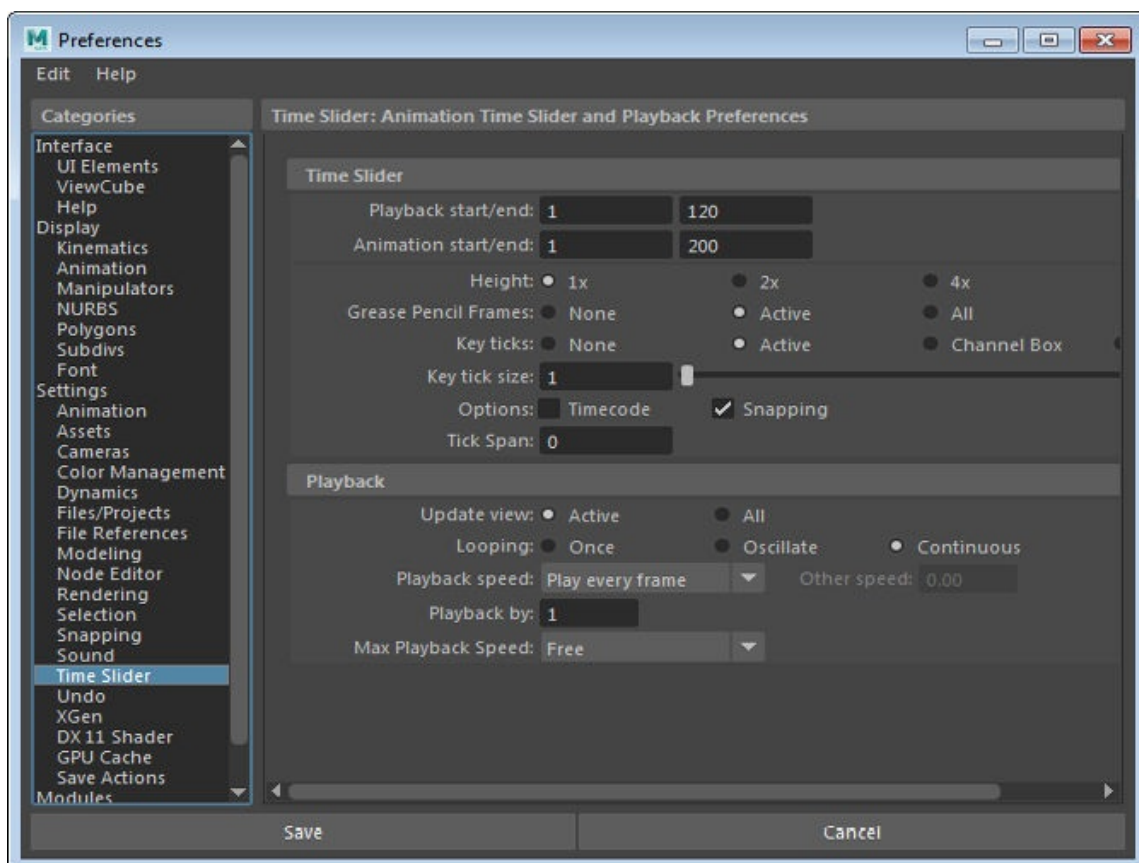 Preferences
Edit Help
Categories
Interface
UI Elements
ViewCube
Help
Display
Kinematics
Animation
Manipulators
NURBS
Polygons
Subdivs
Font
Settings
Animation
Assets
Cameras
Color Management
Dynamics
Files/Projects
File References
Modeling
Node Editor
Rendering
Selection
Snapping
Sound
Time Slider
Undo
XGen
DX 11 Shader
GPU Cache
Save Actions
Modules
Time Slider: Animation Time Slider and Playback Preferences
Time Slider
Playback start/end: 1 120
Animation start/end: 1 200
Height: 1x 2x 4x
Grease Pencil Frames: None Active All
Key ticks: None Active Channel Box
Key tick size: 1
Options: Timecode Snapping
Tick Span: 0
Playback
Update view: Active All
Looping: Once Oscillate Continuous
Playback speed: Play every frame Other speed: 0.00
Playback by: 1
Max Playback Speed: Free
Save Cancel